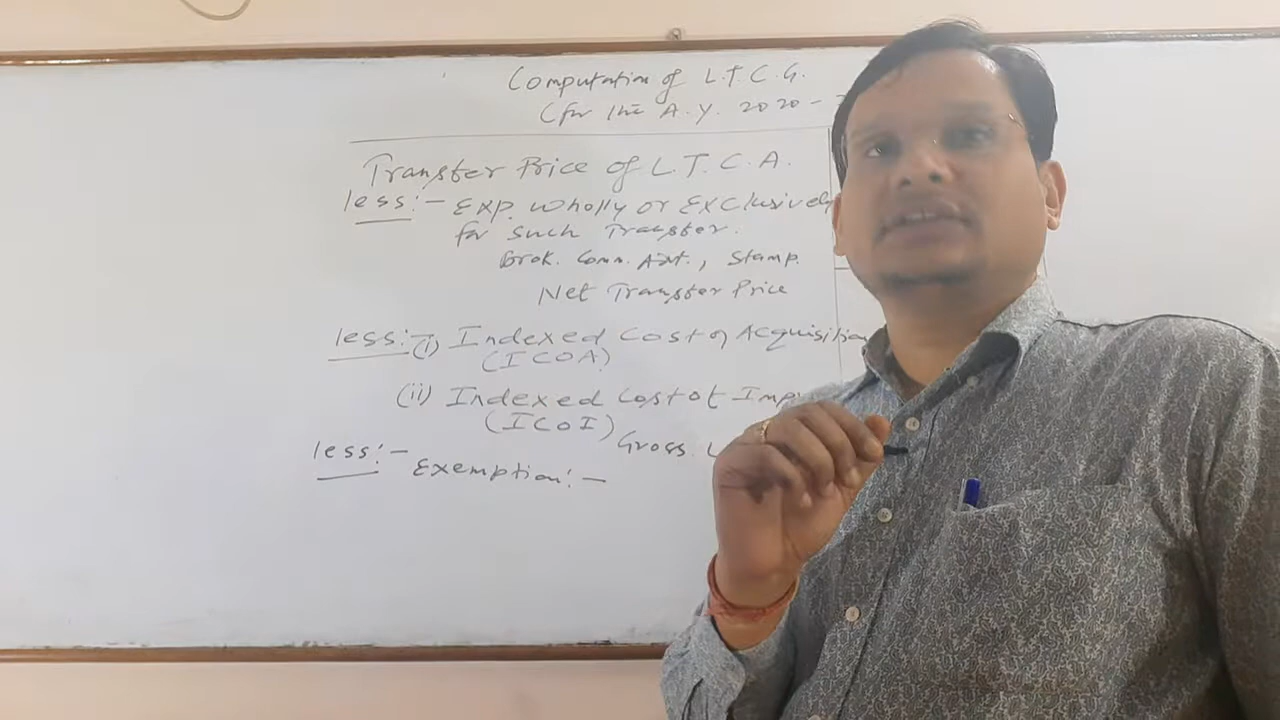 Computation of L.T.C.G.
(for the A.Y. 2020-
Transfer Price of L.T.C.A.
less:- Exp. wholly or Exclusively
for such Transfer.
Brok. Comm. Adt., Stamp.
Net Transfer Price
less:- (i) Indexed Cost of Acquisition
(ICOA)
(ii) Indexed Cost of Imp
(ICOI)
Gross L
less:-
Exemption:-